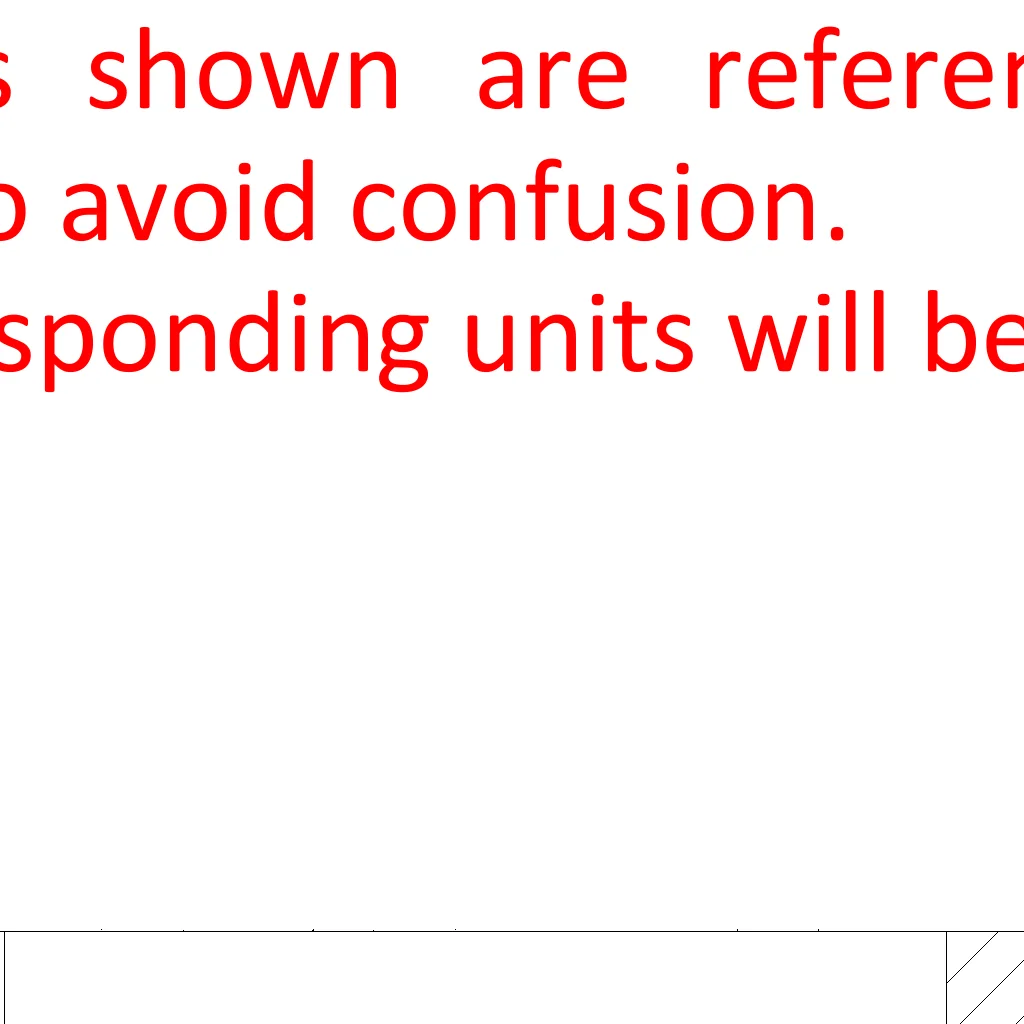 s shown are referen
o avoid confusion.
sponding units will be